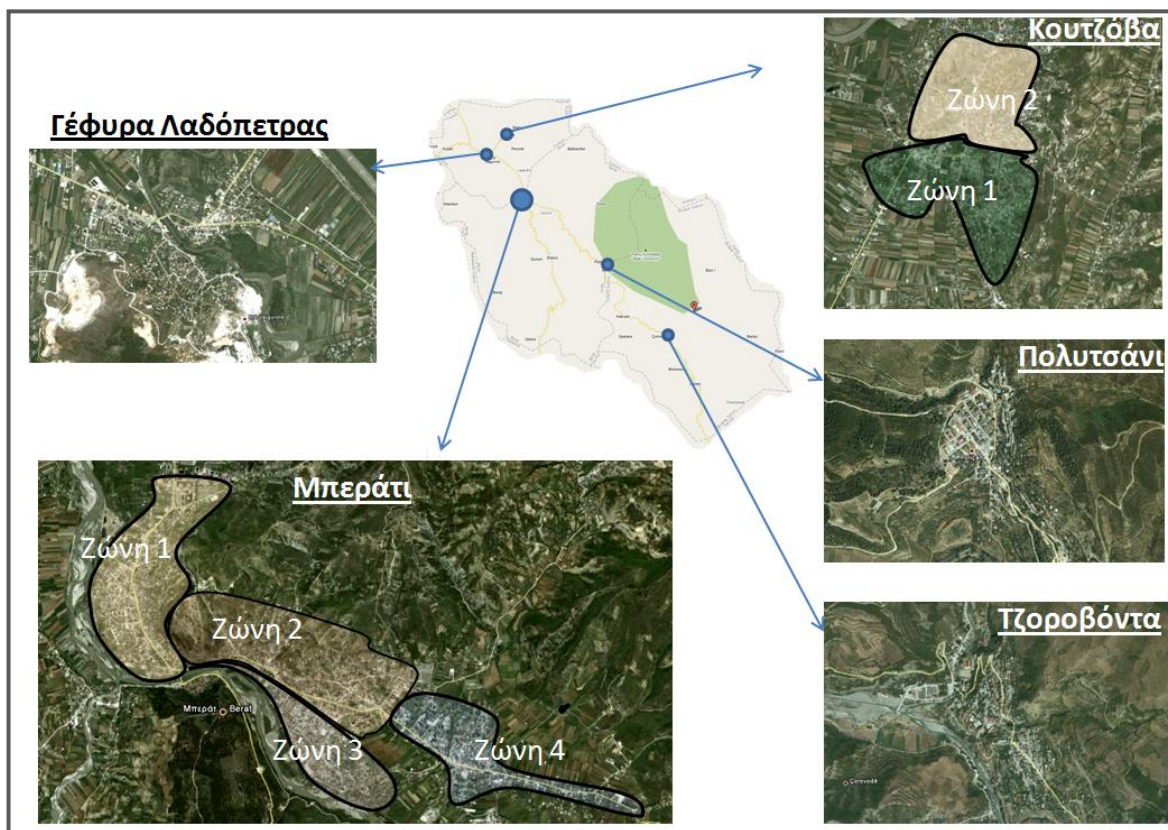 Κουτζόβα
Ζώνη 2
Ζώνη 1
Γέφυρα Λαδόπετρας
Πολυτσάνι
Μπεράτι
Ζώνη 1
Ζώνη 2
Ζώνη 3
Ζώνη 4
Μπεράτ Berat
Τζοροβόντα
Çorovodë